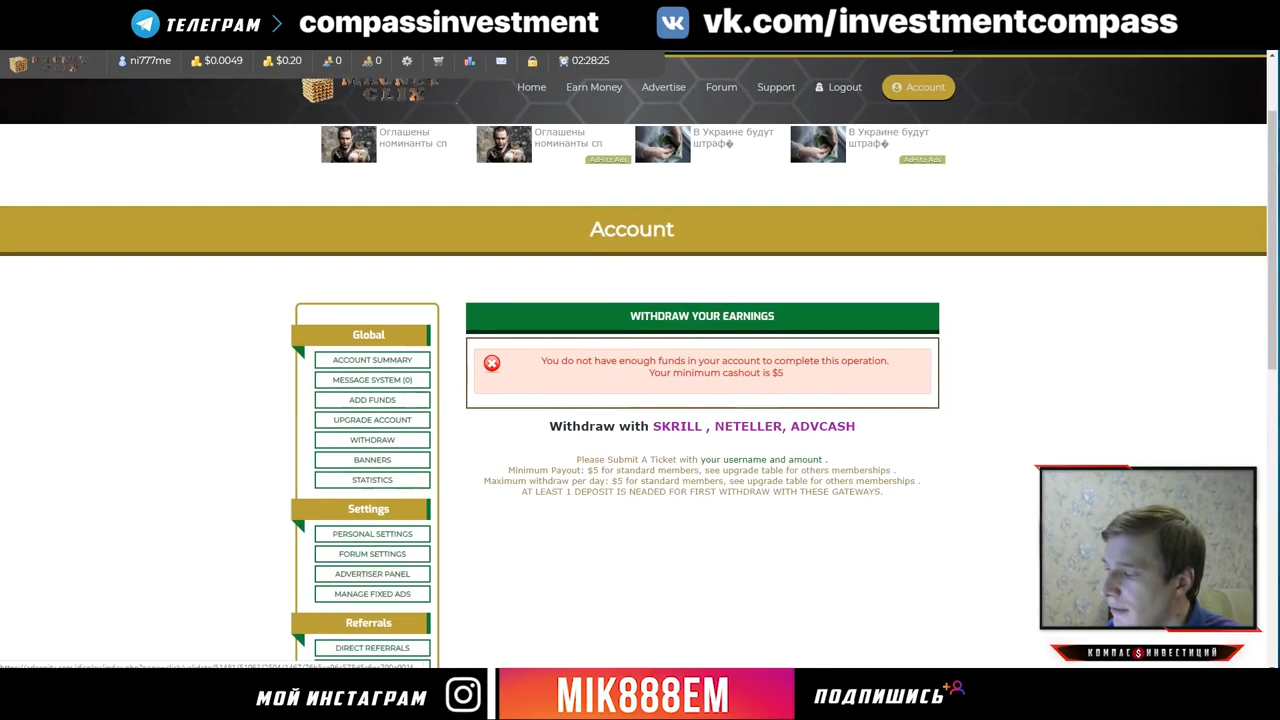 ТЕЛЕГРАМ > compassinvestment
vk.com/investmentcompass
ni777me $0.0049 $0.20 0 0 02:28:25
CLIX
Home Earn Money Advertise Forum Support Logout Account
Оглашены
номинанты сп
Оглашены
номинанты сп
AdHitz Ads
В Украине будут
штраф�
В Украине будут
штраф�
AdHitz Ads
Account
Global
ACCOUNT SUMMARY
MESSAGE SYSTEM (0)
ADD FUNDS
UPGRADE ACCOUNT
WITHDRAW
BANNERS
STATISTICS
Settings
PERSONAL SETTINGS
FORUM SETTINGS
ADVERTISER PANEL
MANAGE FIXED ADS
Referrals
DIRECT REFERRALS
WITHDRAW YOUR EARNINGS
You do not have enough funds in your account to complete this operation.
Your minimum cashout is $5
Withdraw with SKRILL , NETELLER, ADVCASH
Please Submit A Ticket with your username and amount .
Minimum Payout: $5 for standard members, see upgrade table for others memberships .
Maximum withdraw per day: $5 for standard members, see upgrade table for others memberships .
AT LEAST 1 DEPOSIT IS NEADED FOR FIRST WITHDRAW WITH THESE GATEWAYS.
КОМПАС $ ИНВЕСТИЦИЙ
МОЙ ИНСТАГРАМ
MIK888EM
ПОДПИШИСЬ